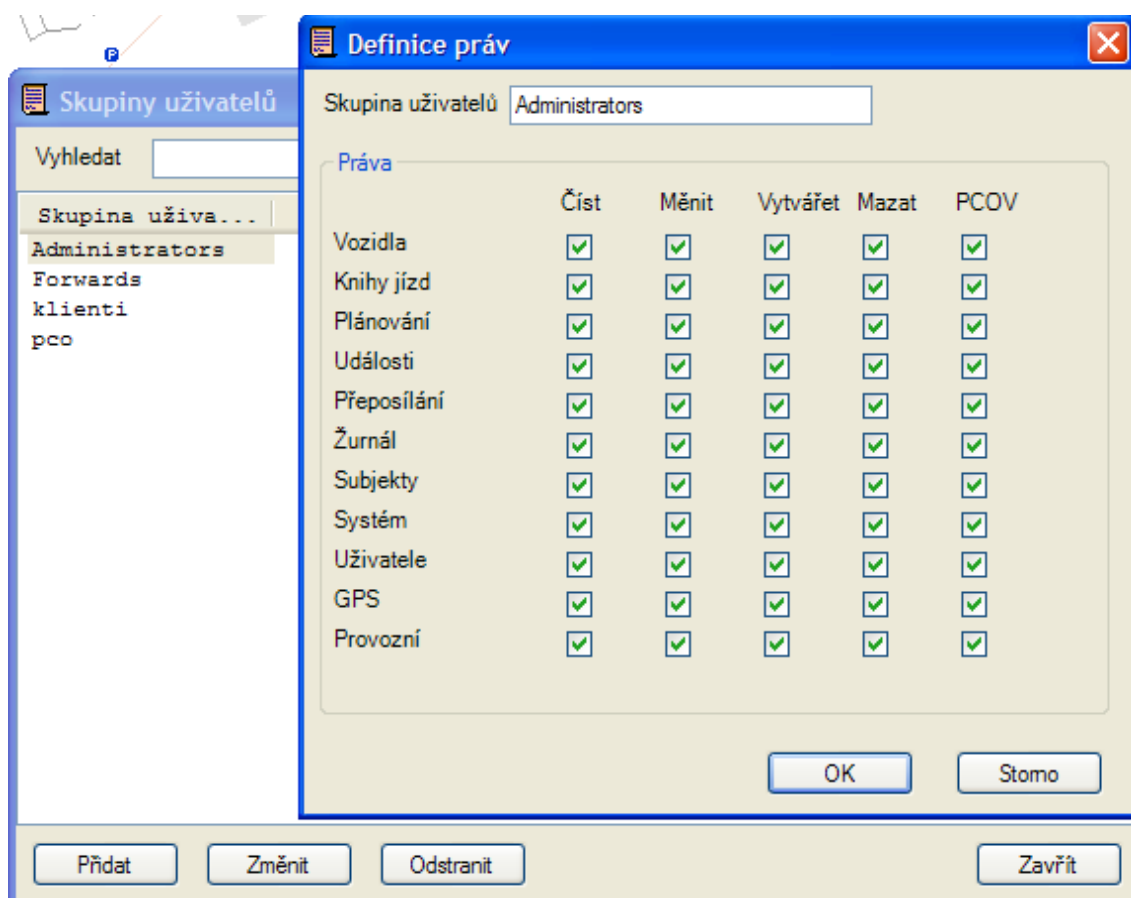 P
Skupiny uživatelů
Vyhledat
Skupina uživa...
Administrators
Forwards
klienti
pco
Definice práv
Skupina uživatelů Administrators
Práva
Číst Měnit Vytvářet Mazat PCOV
Vozidla
Knihy jízd
Plánování
Události
Přeposílání
Žurnál
Subjekty
Systém
Uživatele
GPS
Provozní
OK Storno
Přidat Změnit Odstranit Zavřít